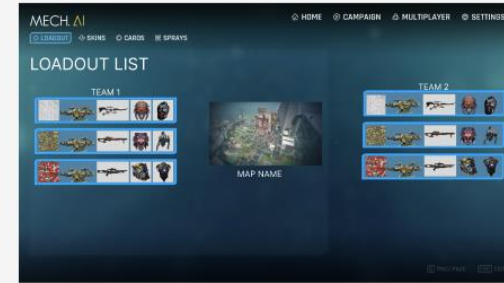 MECH. AI
HOME CAMPAIGN MULTIPLAYER SETTINGS
LOADOUT SKINS CARDS SPRAYS
LOADOUT LIST
TEAM 1
TEAM 2
MAP NAME